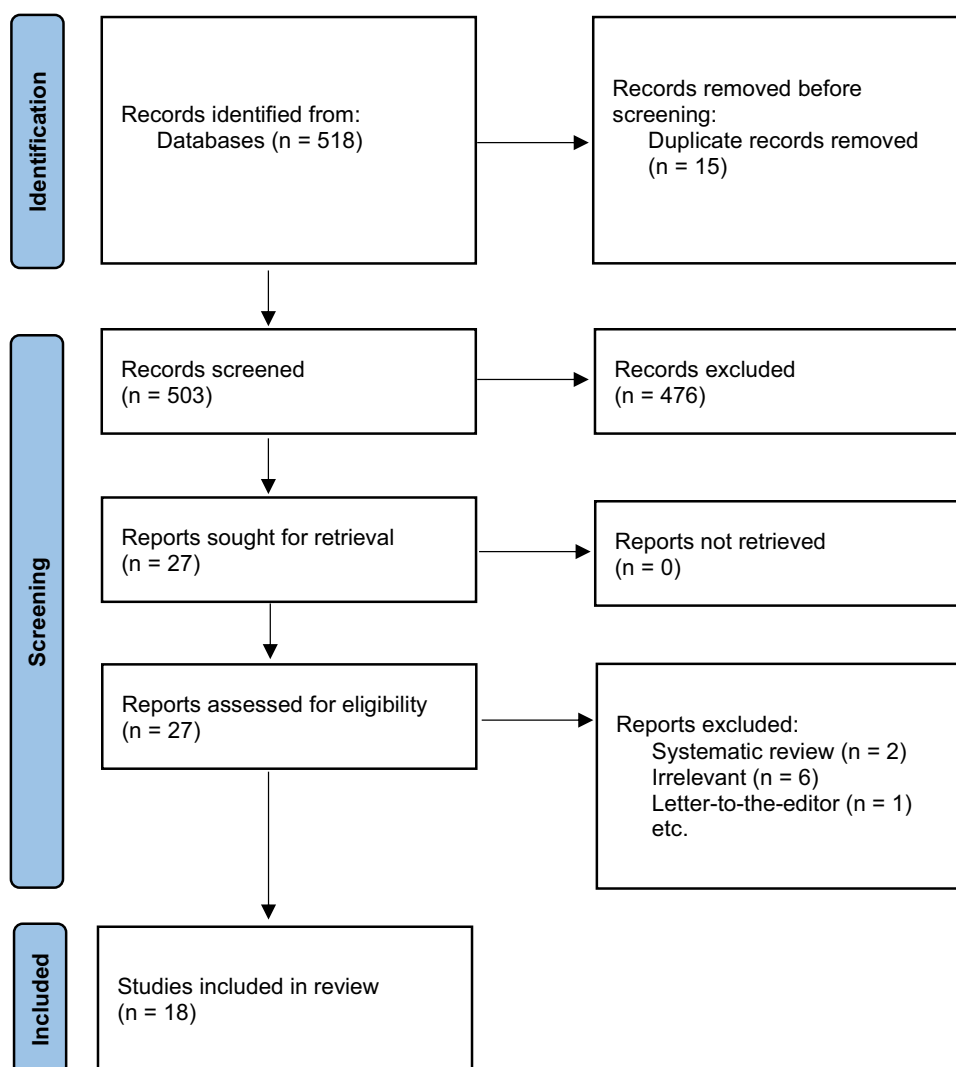 Identification
Records identified from:
Databases (n = 518)
Records removed before
screening:
Duplicate records removed
(n = 15)
Screening
Records screened
(n = 503)
Records excluded
(n = 476)
Reports sought for retrieval
(n = 27)
Reports not retrieved
(n = 0)
Reports assessed for eligibility
(n = 27)
Reports excluded:
Systematic review (n = 2)
Irrelevant (n = 6)
Letter-to-the-editor (n = 1)
etc.
Included
Studies included in review
(n = 18)